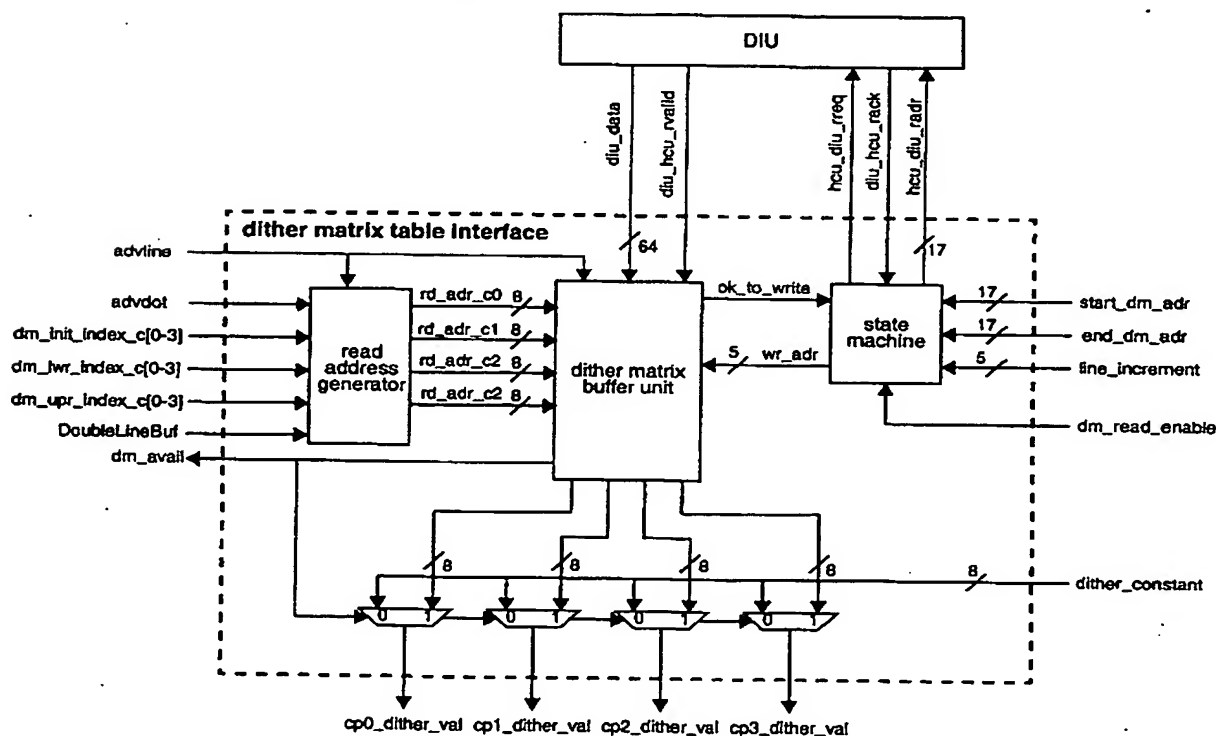 DIU
diu_data
diu_hcu_rvalid
hcu_diu_rreq
diu_hcu_rack
hcu_diu_radr
dither matrix table interface
64
17
advline
advdot
dm_init_index_c[0-3]
dm_lwr_index_c[0-3]
dm_upr_index_c[0-3]
DoubleLineBuf
dm_avail
read
address
generator
rd_adr_c0 8
rd_adr_c1 8
rd_adr_c2 8
rd_adr_c2 8
dither matrix
buffer unit
ok_to_write
5 wr_adr
state
machine
17 start_dm_adr
17 end_dm_adr
5 line_increment
dm_read_enable
8 8 8 8
8 dither_constant
0 1 0 1 0 1 0 1
cp0_dither_val cp1_dither_val cp2_dither_val cp3_dither_val